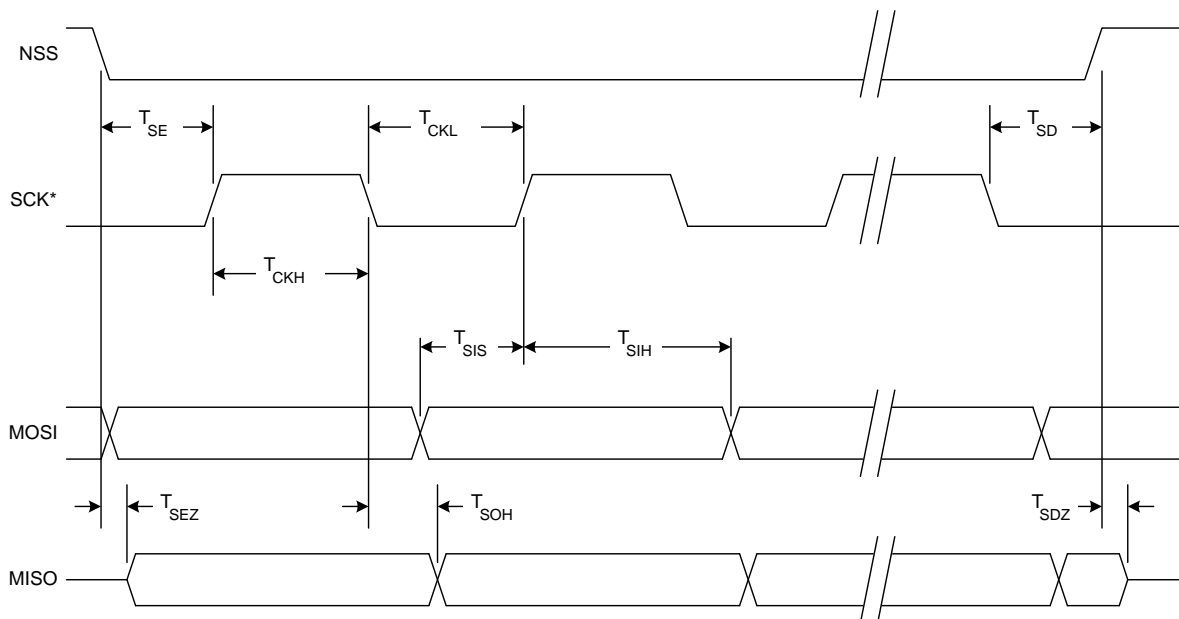 NSS
T_SE
T_CKL
T_SD
SCK*
T_CKH
T_SIS
T_SIH
MOSI
T_SEZ
T_SOH
T_SDZ
MISO